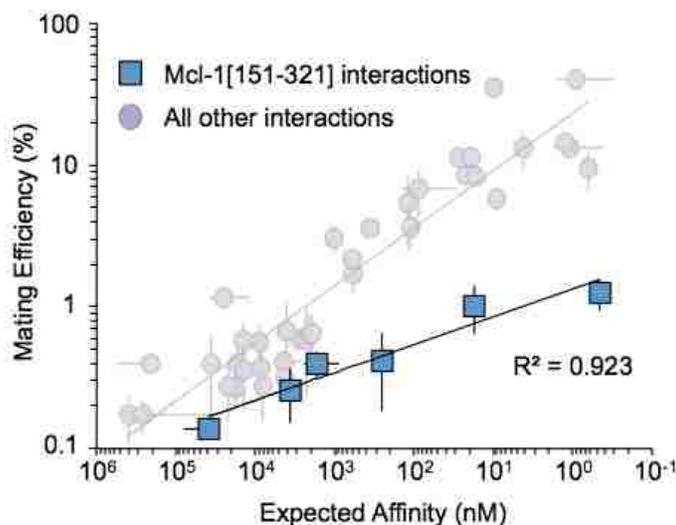 100
Mcl-1[151-321] interactions
All other interactions
10
Mating Efficiency (%)
1
R² = 0.923
0.1
10⁶ 10⁵ 10⁴ 10³ 10² 10¹ 10⁰ 10⁻¹
Expected Affinity (nM)